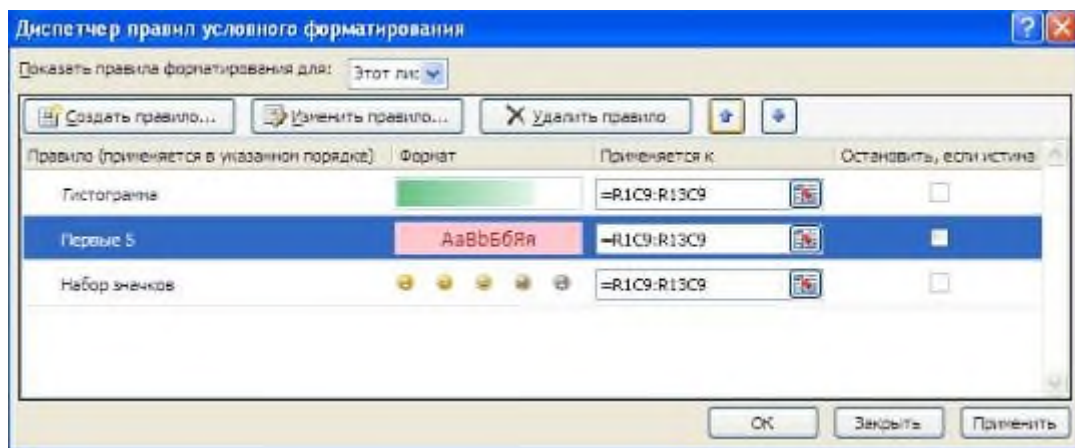 Диспетчер правил условного форматирования
Показать правила форматирования для: Этот лис
Создать правило... Изменить правило... Удалить правило
Правило (применяется в указанном порядке) Формат Применяется к Остановить, если истина
Гистограмма =R1C9:R13C9
Первые 5 АаВbБбЯя =R1C9:R13C9
Набор значков =R1C9:R13C9
ОК Закрыть Применить